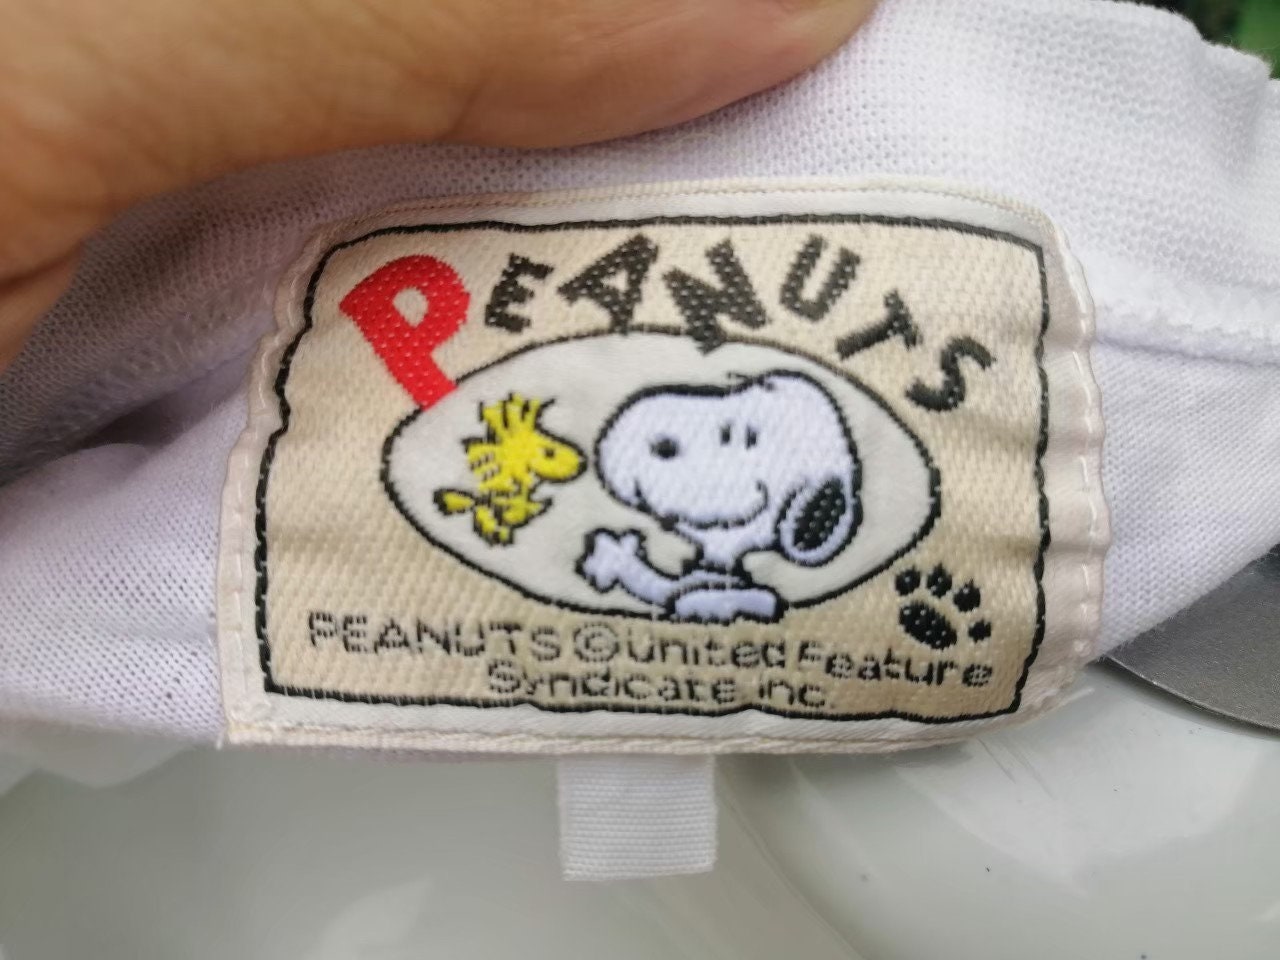 PEANUTS
PEANUTS © United Feature
Syndicate Inc.